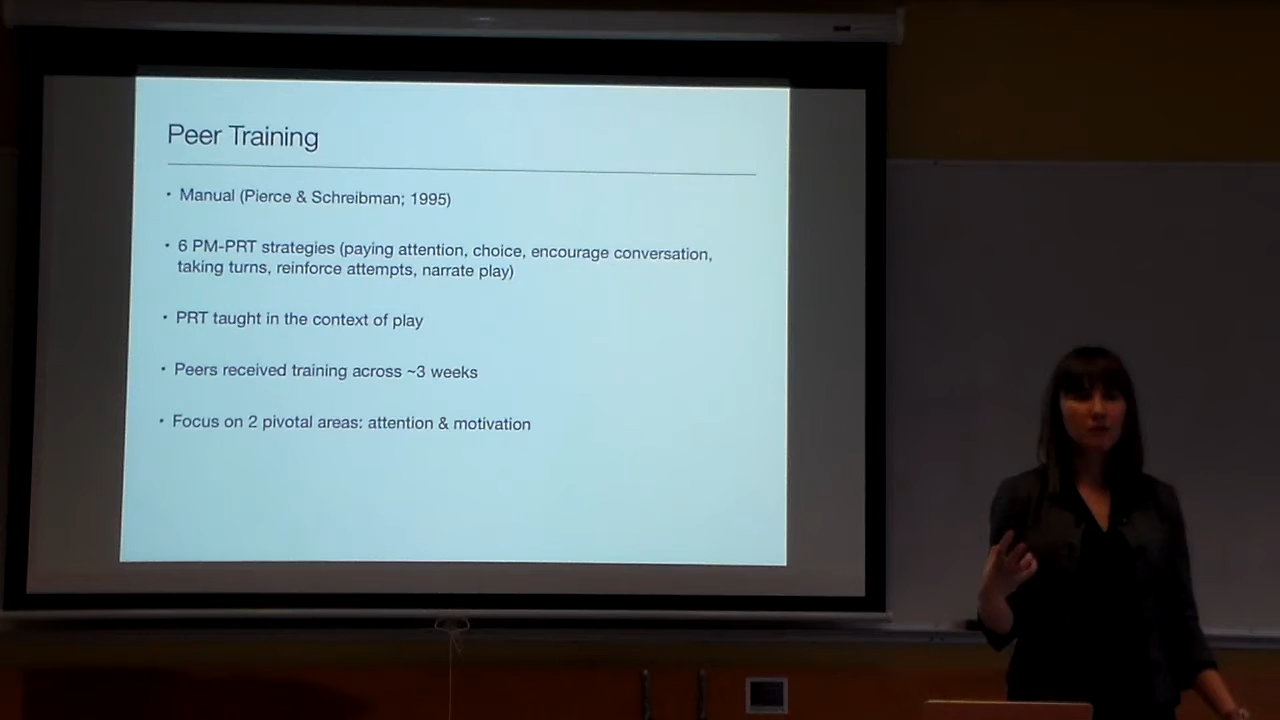 Peer Training
• Manual (Pierce & Schreibman; 1995)
• 6 PM-PRT strategies (paying attention, choice, encourage conversation,
taking turns, reinforce attempts, narrate play)
• PRT taught in the context of play
• Peers received training across ~3 weeks
• Focus on 2 pivotal areas: attention & motivation